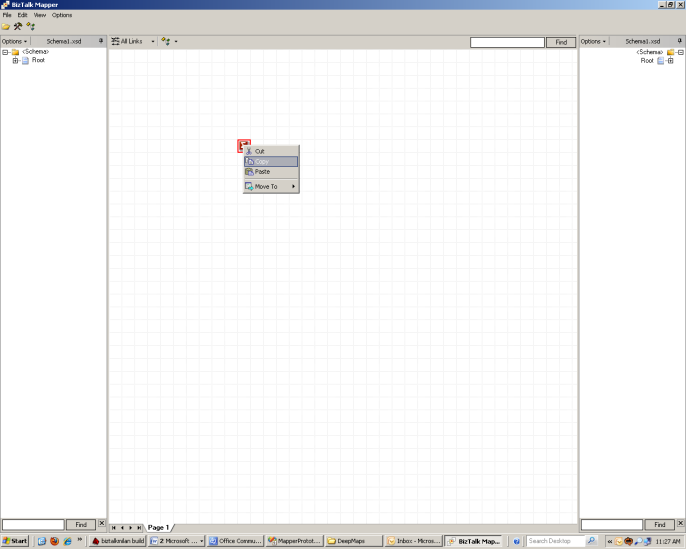 BizTalk Mapper
File Edit View Options
Options Schema1.xsd
All Links
Find
Options Schema1.xsd
<Schema>
Root
<Schema>
Root
Cut
Copy
Paste
Move To
Find
Page 1
Find
Start
biztalkmilan build
2 Microsoft ...
Office Commu...
MapperPrototi...
DeepMaps
Inbox - Micros...
BizTalk Map...
Search Desktop
11:27 AM